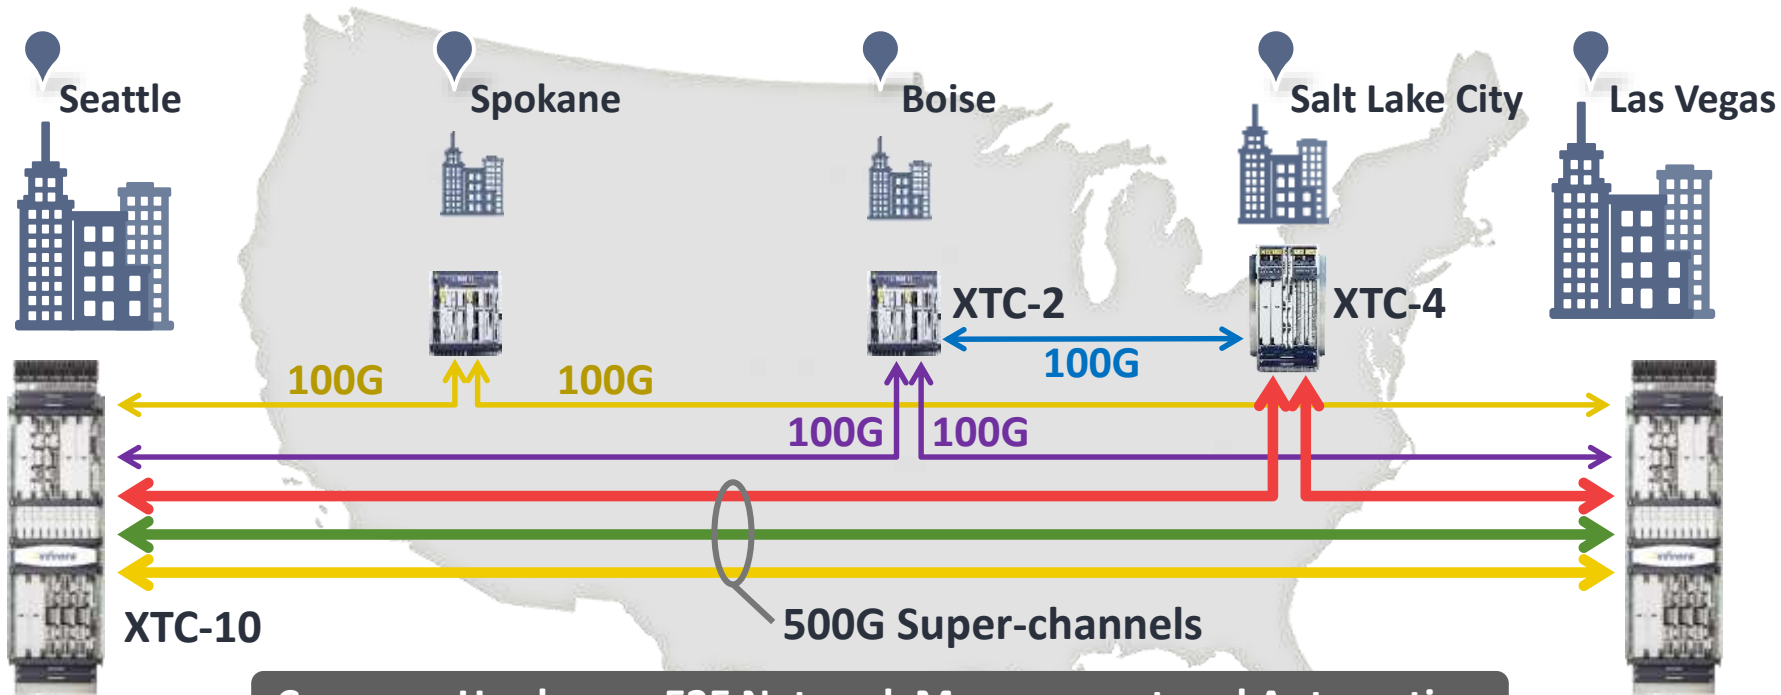 Seattle
Spokane
Boise
Salt Lake City
Las Vegas
XTC-2
XTC-4
100G
100G
100G
100G
100G
XTC-10
500G Super-channels